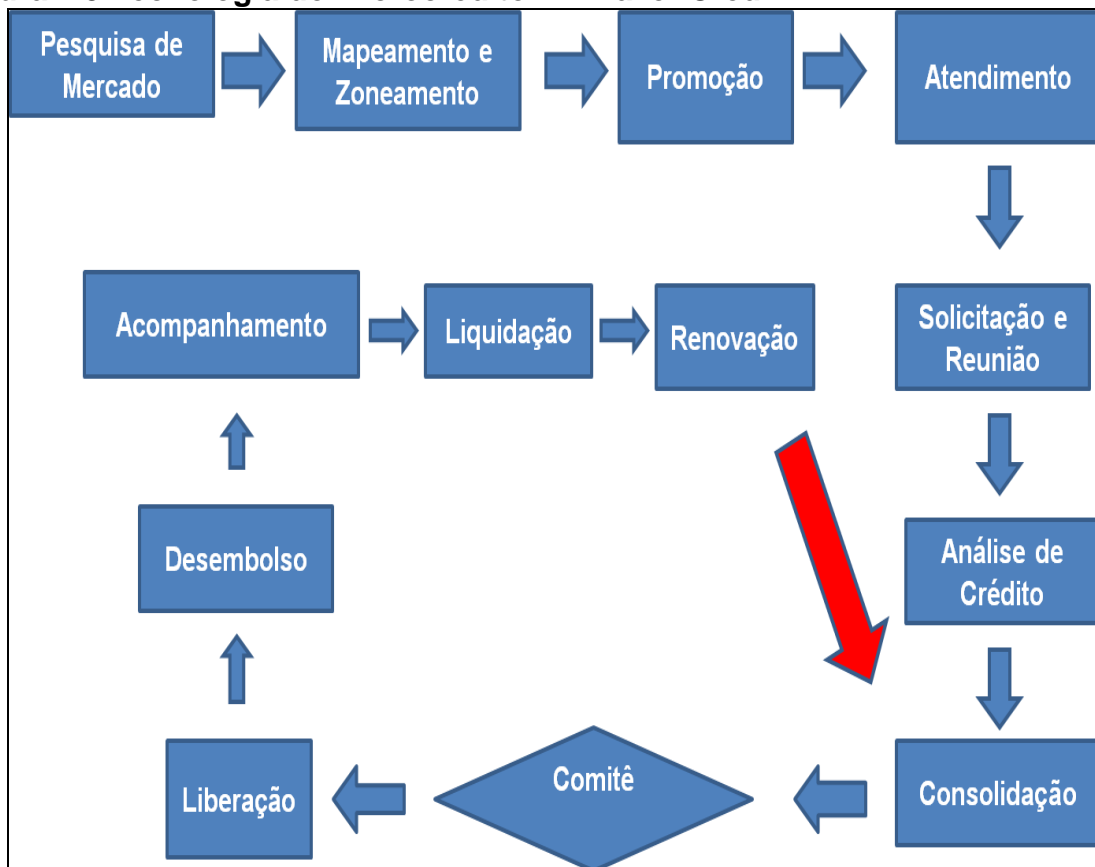 Pesquisa de
Mercado
Mapeamento e
Zoneamento
Promoção
Atendimento
Acompanhamento
Liquidação
Renovação
Solicitação e
Reunião
Desembolso
Análise de
Crédito
Liberação
Comitê
Consolidação